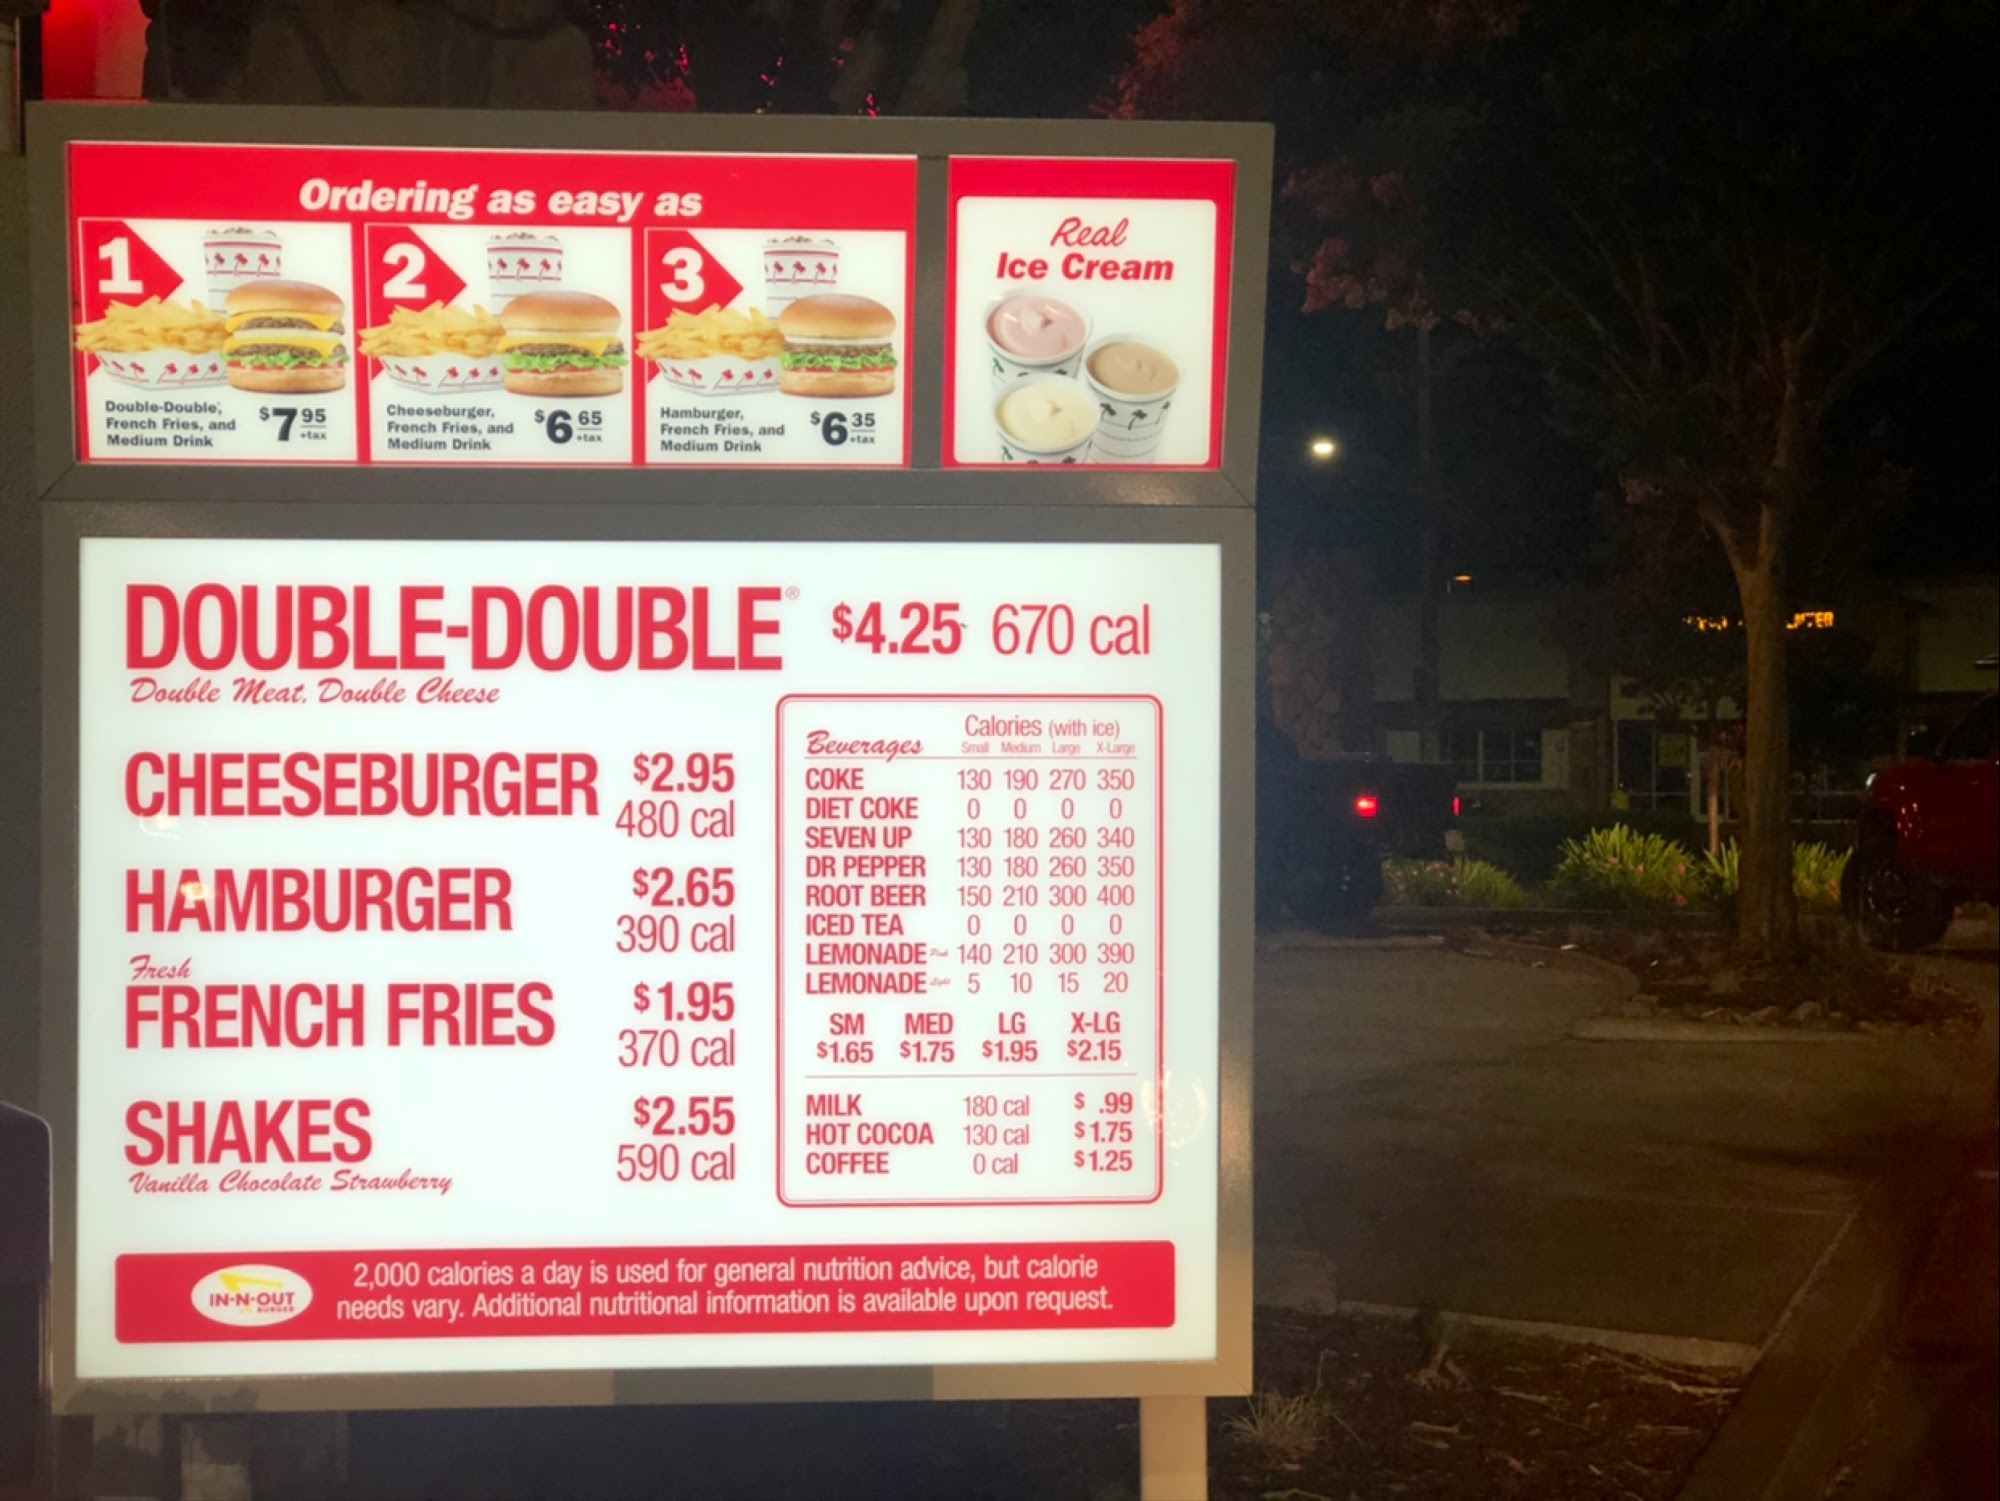 Ordering as easy as
1
Double-Double,
French Fries, and
Medium Drink
$7 95
+tax
2
Cheeseburger,
French Fries, and
Medium Drink
$6 65
+tax
3
Hamburger,
French Fries, and
Medium Drink
$6 35
+tax
Real
Ice Cream
DOUBLE-DOUBLE® $4.25 670 cal
Double Meat, Double Cheese
CHEESEBURGER $2.95
480 cal
HAMBURGER $2.65
390 cal
Fresh
FRENCH FRIES $1.95
370 cal
SHAKES $2.55
590 cal
Vanilla Chocolate Strawberry
Calories (with ice)
Beverages Small Medium Large X-Large
COKE 130 190 270 350
DIET COKE 0 0 0 0
SEVEN UP 130 180 260 340
DR PEPPER 130 180 260 350
ROOT BEER 150 210 300 400
ICED TEA 0 0 0 0
LEMONADE Pink 140 210 300 390
LEMONADE Light 5 10 15 20
SM MED LG X-LG
$1.65 $1.75 $1.95 $2.15
MILK 180 cal $ .99
HOT COCOA 130 cal $1.75
COFFEE 0 cal $1.25
IN-N-OUT
BURGER
2,000 calories a day is used for general nutrition advice, but calorie
needs vary. Additional nutritional information is available upon request.